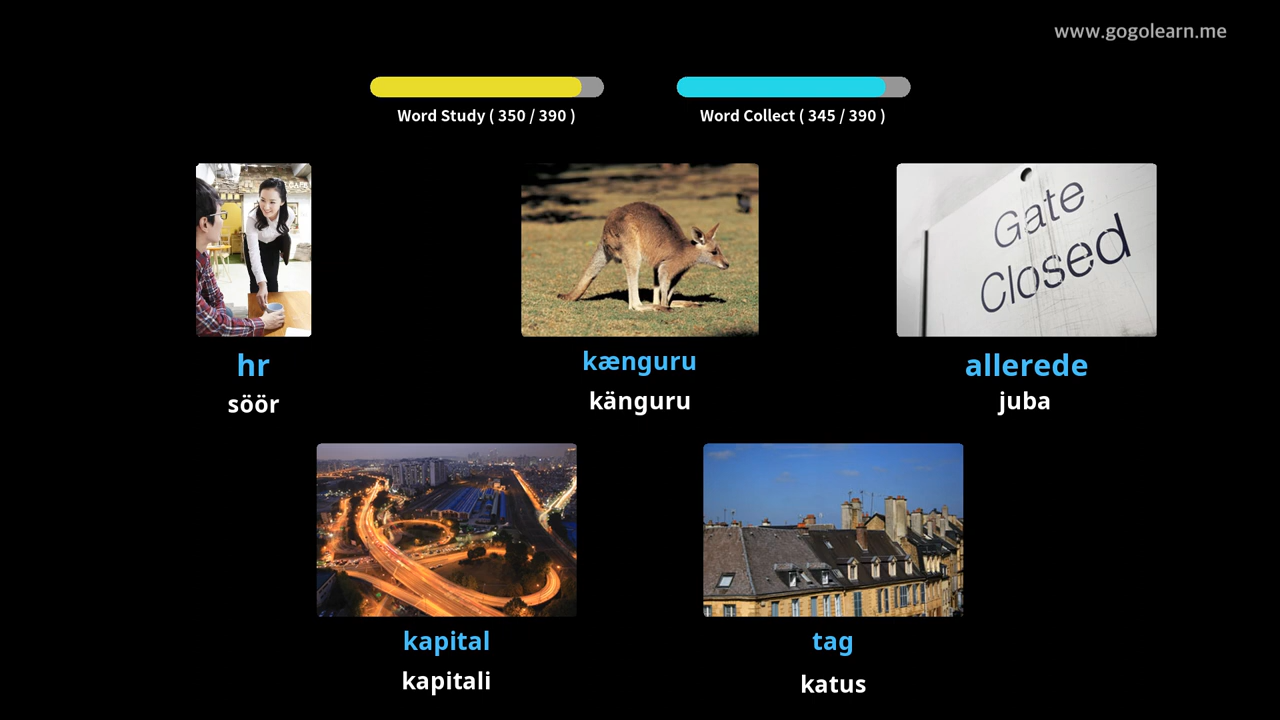 www.gogolearn.me
Word Study ( 350 / 390 )
Word Collect ( 345 / 390 )
Gate
Closed
hr
söör
kænguru
känguru
allerede
juba
kapital
kapitali
tag
katus